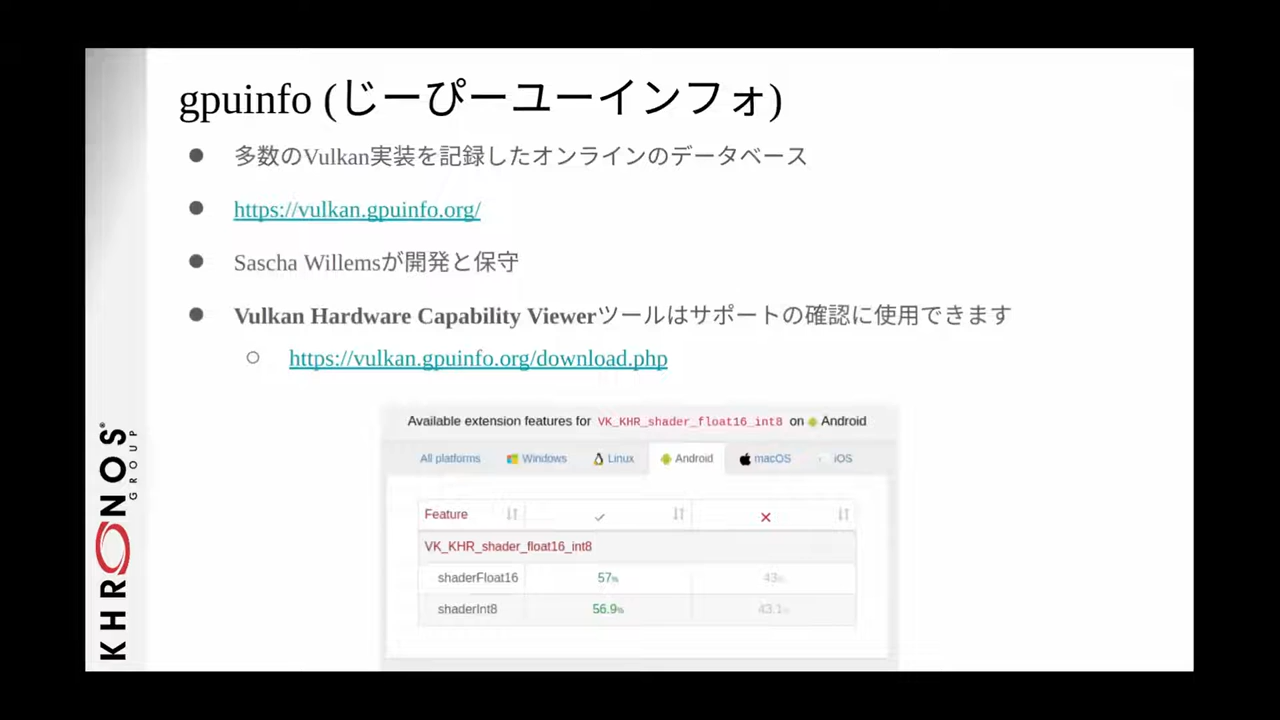 gpuinfo (じーぴーユーインフォ)
多数のVulkan実装を記録したオンラインのデータベース
https://vulkan.gpuinfo.org/
Sascha Willemsが開発と保守
Vulkan Hardware Capability Viewerツールはサポートの確認に使用できます
https://vulkan.gpuinfo.org/download.php
Available extension features for VK_KHR_shader_float16_int8 on Android
All platforms Windows Linux Android macOS iOS
Feature
VK_KHR_shader_float16_int8
shaderFloat16 57% 43%
shaderInt8 56.9% 43.1%
KHRONOS®
GROUP